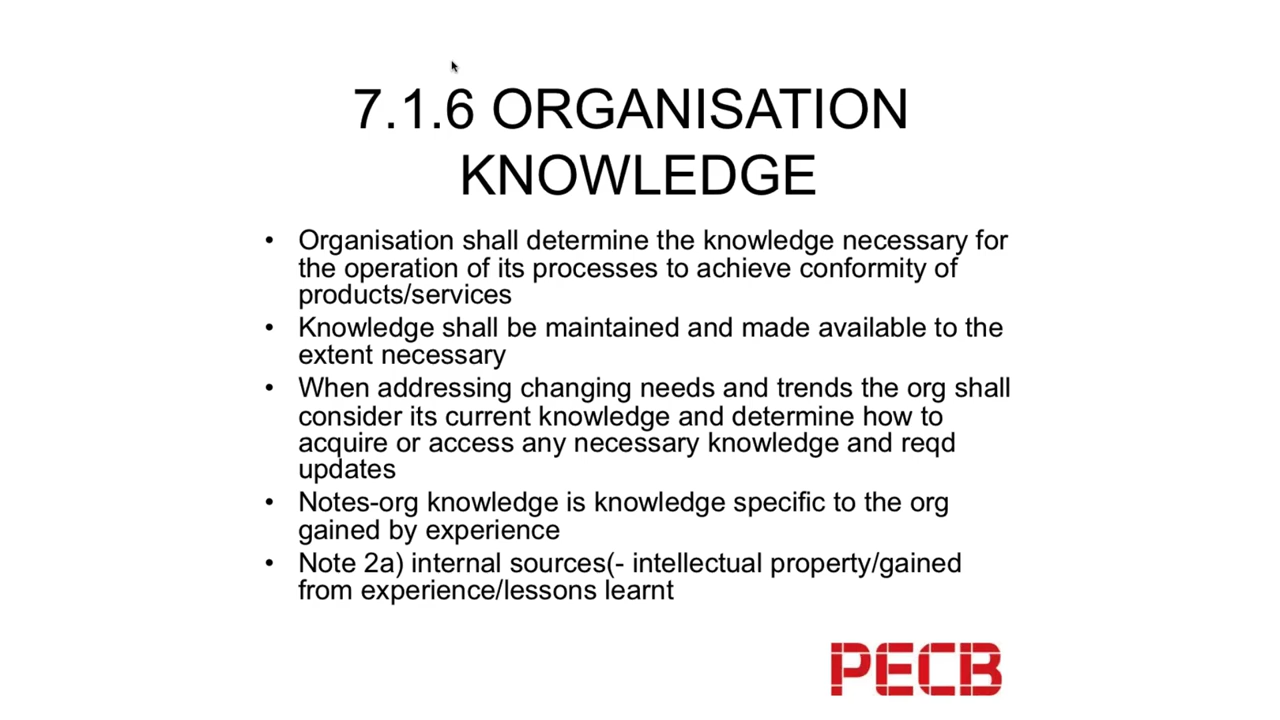 7.1.6 ORGANISATION
KNOWLEDGE
• Organisation shall determine the knowledge necessary for
the operation of its processes to achieve conformity of
products/services
• Knowledge shall be maintained and made available to the
extent necessary
• When addressing changing needs and trends the org shall
consider its current knowledge and determine how to
acquire or access any necessary knowledge and reqd
updates
• Notes-org knowledge is knowledge specific to the org
gained by experience
• Note 2a) internal sources(- intellectual property/gained
from experience/lessons learnt
PECB